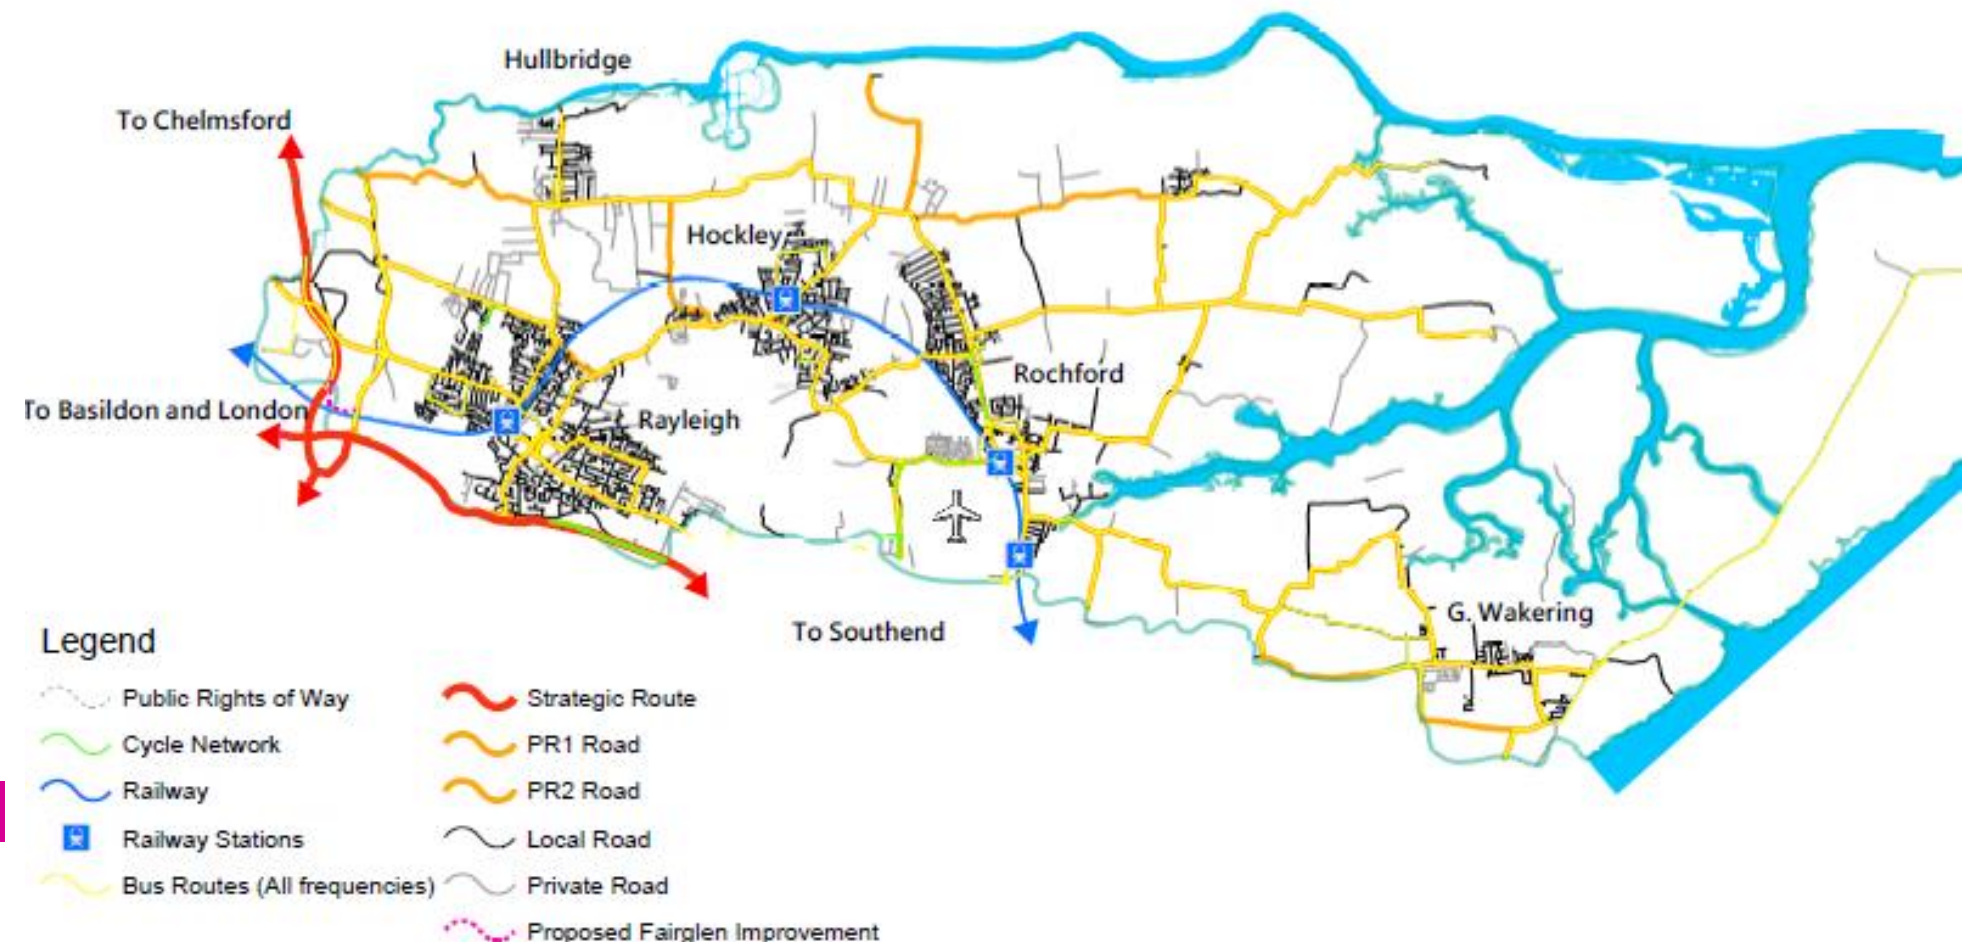 Hullbridge
To Chelmsford
Hockley
Rochford
To Basildon and London
Rayleigh
G. Wakering
To Southend
Legend
Public Rights of Way
Cycle Network
Railway
Railway Stations
Bus Routes (All frequencies)
Strategic Route
PR1 Road
PR2 Road
Local Road
Private Road
Proposed Fairglen Improvement